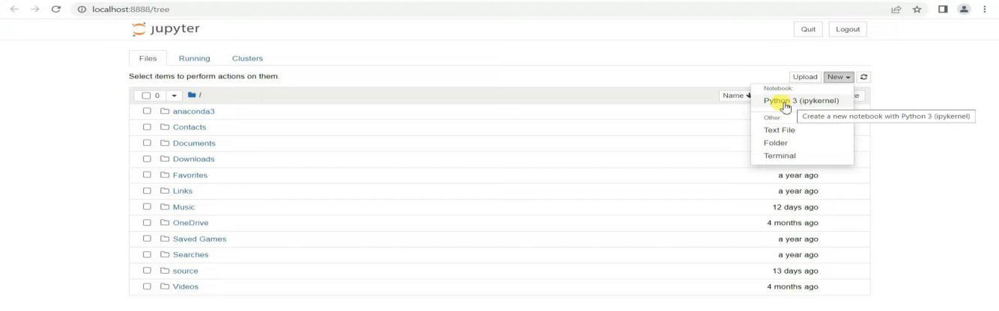 localhost:8888/tree
jupyter
Quit Logout
Files Running Clusters
Select items to perform actions on them.
Upload New
0 / Name
Notebook:
Python 3 (ipykernel)
Create a new notebook with Python 3 (ipykernel)
Other:
Text File
Folder
Terminal
anaconda3
Contacts
Documents
Downloads
Favorites a year ago
Links a year ago
Music 12 days ago
OneDrive 4 months ago
Saved Games a year ago
Searches a year ago
source 13 days ago
Videos 4 months ago